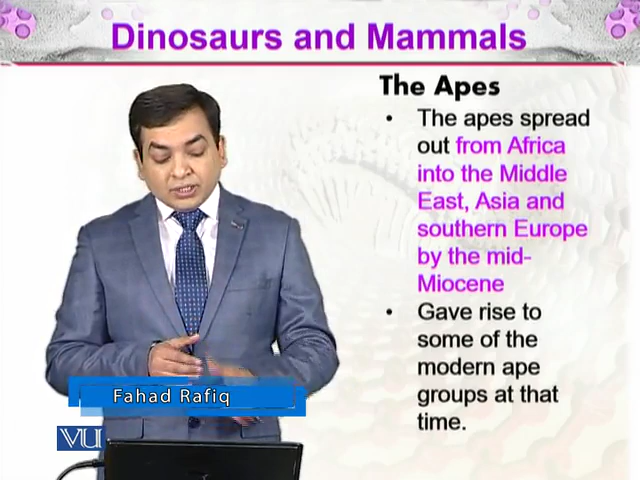 Dinosaurs and Mammals
The Apes
• The apes spread
out from Africa
into the Middle
East, Asia and
southern Europe
by the mid-
Miocene
• Gave rise to
some of the
modern ape
groups at that
time.
Fahad Rafiq
VU